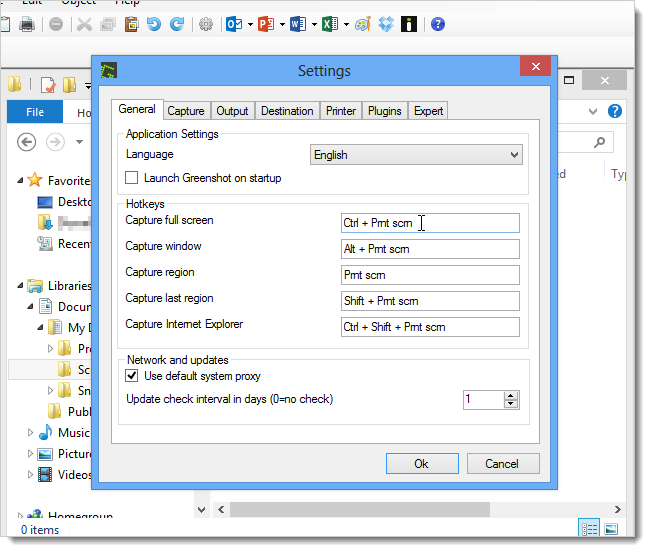 Edit Object Help
Settings
File Ho
General Capture Output Destination Printer Plugins Expert
Application Settings
Language English
Launch Greenshot on startup
Hotkeys
Capture full screen Ctrl + Prnt scrn
Capture window Alt + Prnt scrn
Capture region Prnt scrn
Capture last region Shift + Prnt scrn
Capture Internet Explorer Ctrl + Shift + Prnt scrn
Network and updates
Use default system proxy
Update check interval in days (0=no check) 1
Ok Cancel
Favorite
Deskto
Recen
Libraries
Docum
My D
Pr
Sc
Sn
Publ
Music
Picture
Videos
Homegroup
ed Ty
0 items